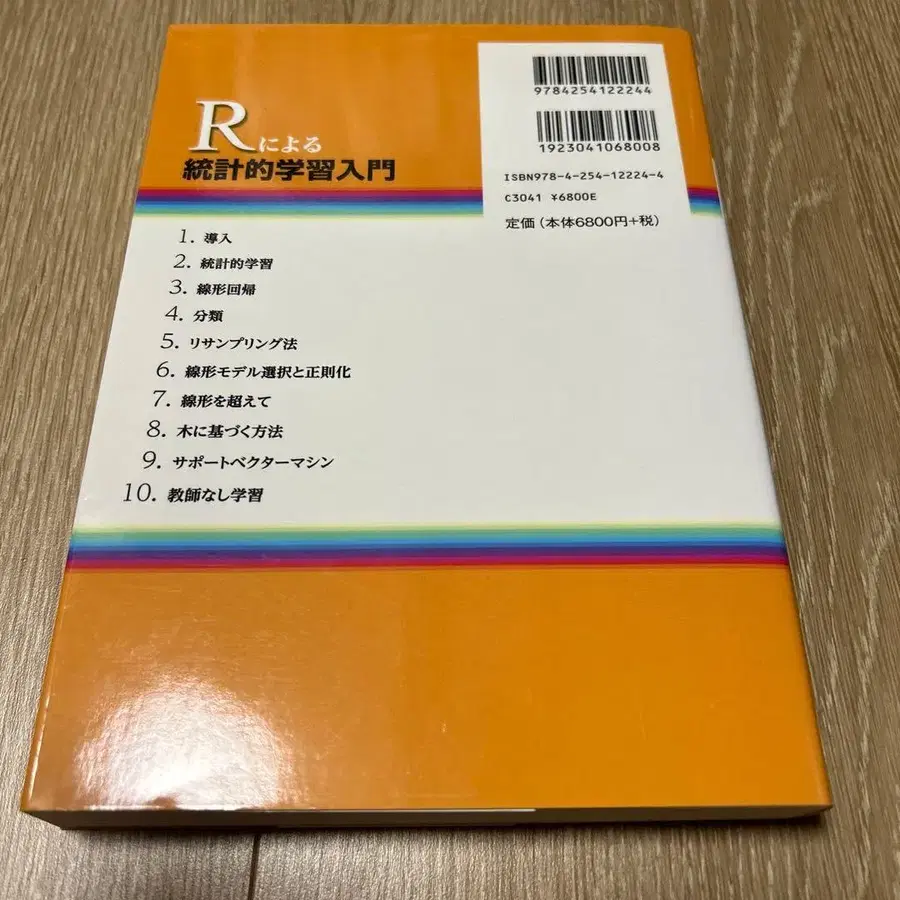 Rによる
統計的学習入門
9784254122244
1923041068008
ISBN978-4-254-12224-4
C3041 ¥6800E
定価(本体6800円+税)
1. 導入
2. 統計的学習
3. 線形回帰
4. 分類
5. リサンプリング法
6. 線形モデル選択と正則化
7. 線形を超えて
8. 木に基づく方法
9. サポートベクターマシン
10. 教師なし学習